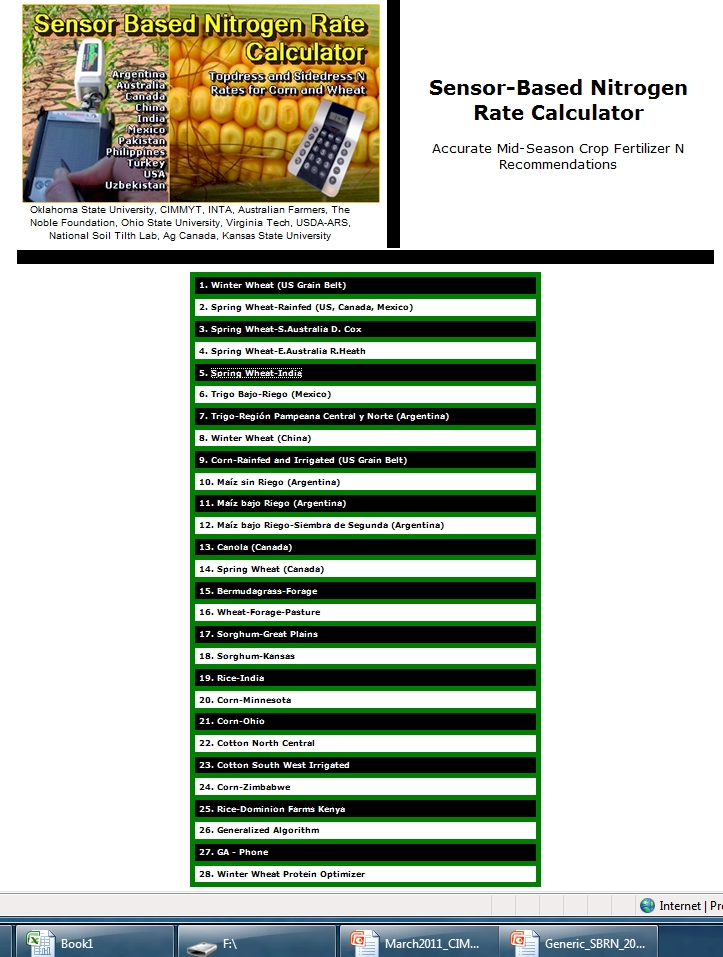 Sensor Based Nitrogen Rate
Calculator
Topdress and Sidedress N
Rates for Corn and Wheat
Argentina
Australia
Canada
China
India
Mexico
Pakistan
Philippines
Turkey
USA
Uzbekistan
Oklahoma State University, CIMMYT, INTA, Australian Farmers, The
Noble Foundation, Ohio State University, Virginia Tech, USDA-ARS,
National Soil Tilth Lab, Ag Canada, Kansas State University
Sensor-Based Nitrogen
Rate Calculator
Accurate Mid-Season Crop Fertilizer N
Recommendations
1. Winter Wheat (US Grain Belt)
2. Spring Wheat-Rainfed (US, Canada, Mexico)
3. Spring Wheat-S.Australia D. Cox
4. Spring Wheat-E.Australia R.Heath
5. Spring Wheat-India
6. Trigo Bajo-Riego (Mexico)
7. Trigo-Región Pampeana Central y Norte (Argentina)
8. Winter Wheat (China)
9. Corn-Rainfed and Irrigated (US Grain Belt)
10. Maíz sin Riego (Argentina)
11. Maíz bajo Riego (Argentina)
12. Maíz bajo Riego-Siembra de Segunda (Argentina)
13. Canola (Canada)
14. Spring Wheat (Canada)
15. Bermudagrass-Forage
16. Wheat-Forage-Pasture
17. Sorghum-Great Plains
18. Sorghum-Kansas
19. Rice-India
20. Corn-Minnesota
21. Corn-Ohio
22. Cotton North Central
23. Cotton South West Irrigated
24. Corn-Zimbabwe
25. Rice-Dominion Farms Kenya
26. Generalized Algorithm
27. GA - Phone
28. Winter Wheat Protein Optimizer
Internet | Pr
Book1
F:\
March2011_CIM...
Generic_SBRN_20...